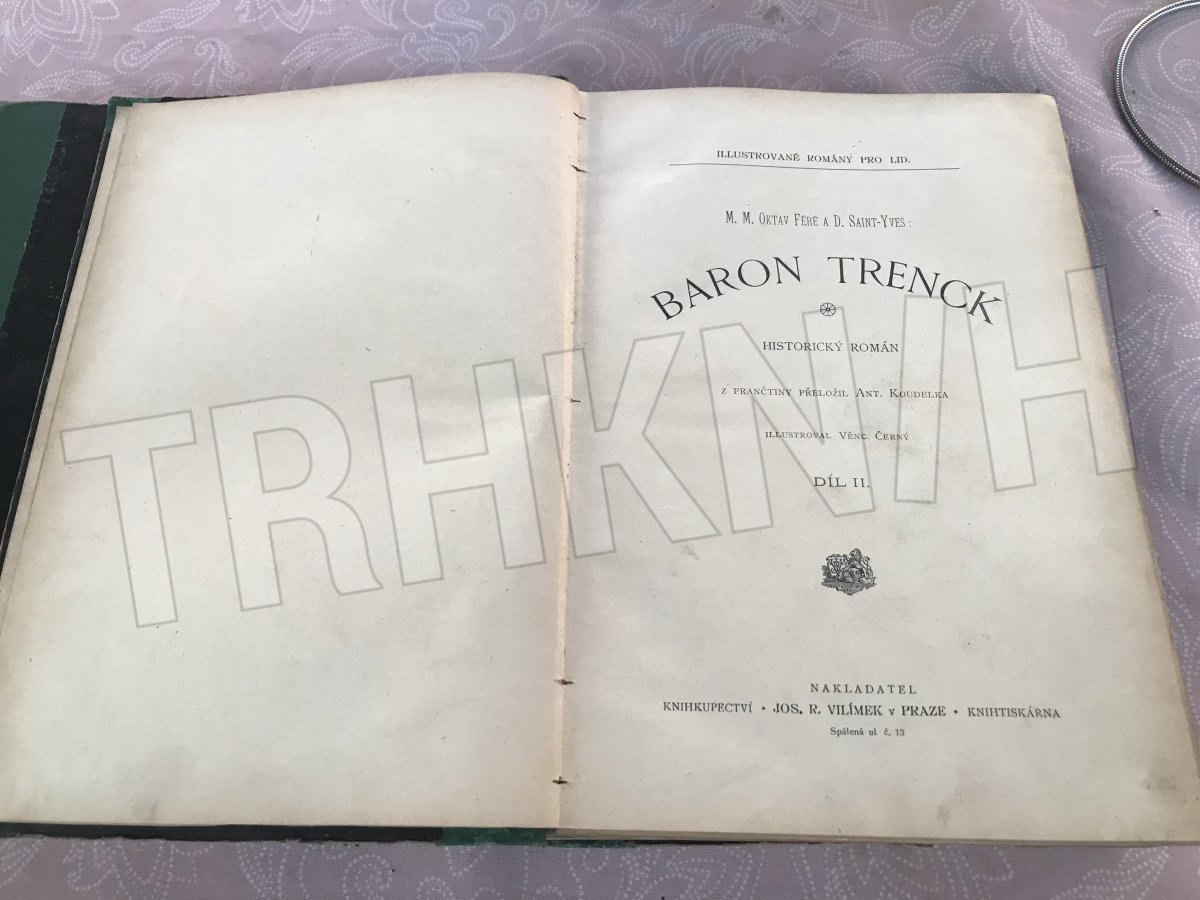 ILLUSTROVANÉ ROMÁNY PRO LID.
M. M. OKTAV FÉRÉ A D. SAINT-YVES:
BARON TRENCK
HISTORICKÝ ROMÁN
Z FRANČTINY PŘELOŽIL ANT. KOUDELKA
ILLUSTROVAL VĚNC. ČERNÝ
DÍL II.
NAKLADATEL
KNIHKUPECTVÍ • JOS. R. VILÍMEK v PRAZE • KNIHTISKÁRNA
Spálená ul č. 13
TRHKNIH